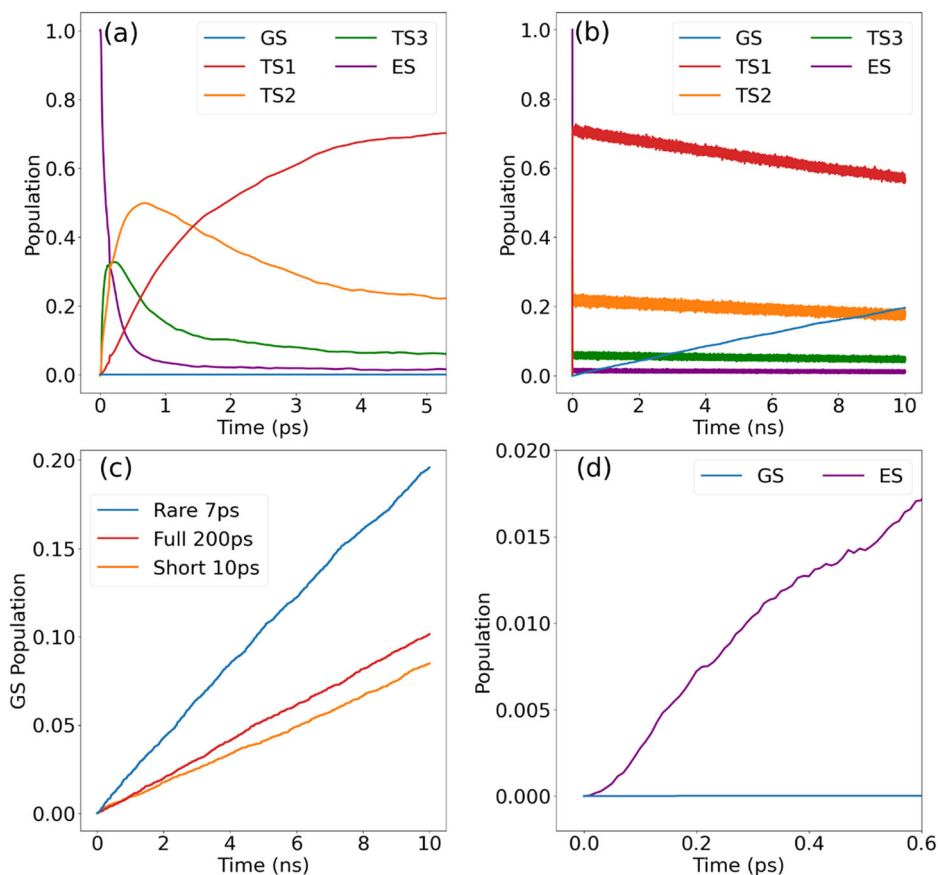 (a)
GS TS3
TS1 ES
TS2
1.0
0.8
0.6
0.4
0.2
0.0
Population
0 1 2 3 4 5
Time (ps)
(b)
GS TS3
TS1 ES
TS2
1.0
0.8
0.6
0.4
0.2
0.0
Population
0 2 4 6 8 10
Time (ns)
(c)
Rare 7ps
Full 200ps
Short 10ps
0.20
0.15
0.10
0.05
0.00
GS Population
0 2 4 6 8 10
Time (ns)
(d)
GS ES
0.020
0.015
0.010
0.005
0.000
Population
0.0 0.2 0.4 0.6
Time (ps)